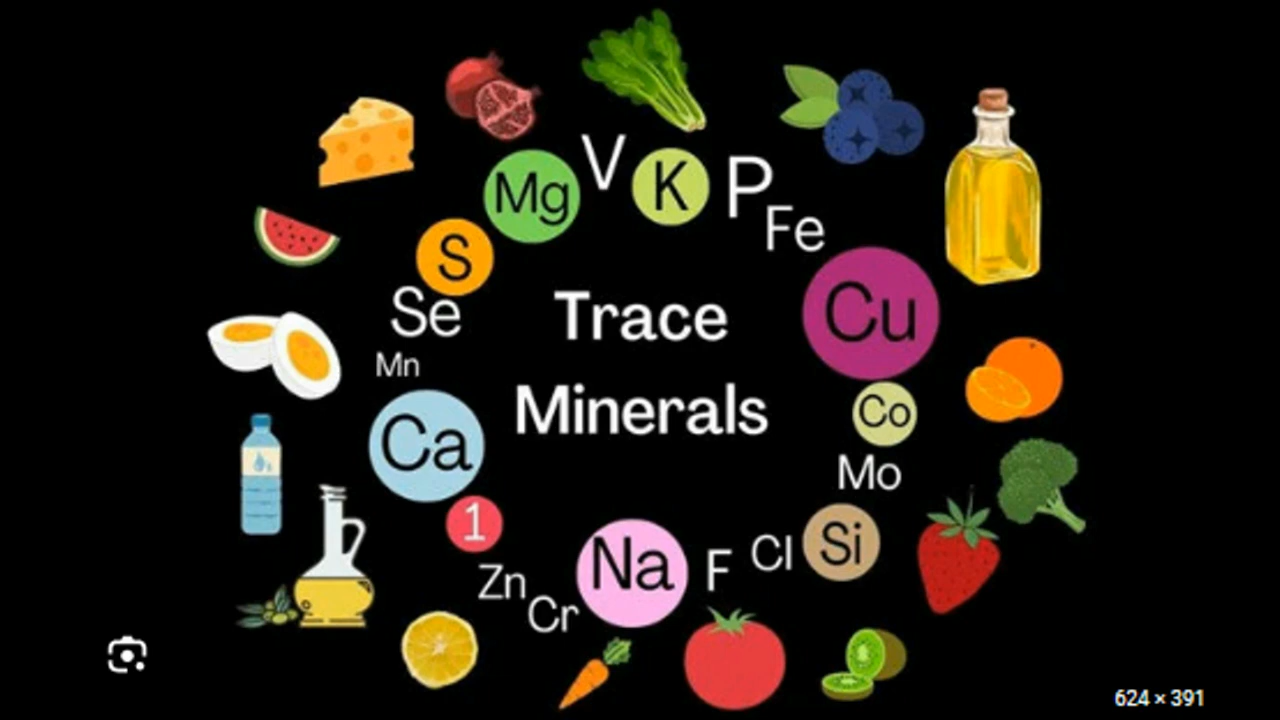 V
K
P
Mg
Fe
S
Se
Cu
Trace
Mn
Minerals
Co
Ca
Mo
1
Si
Cl
F
Na
Zn
Cr
624 × 391